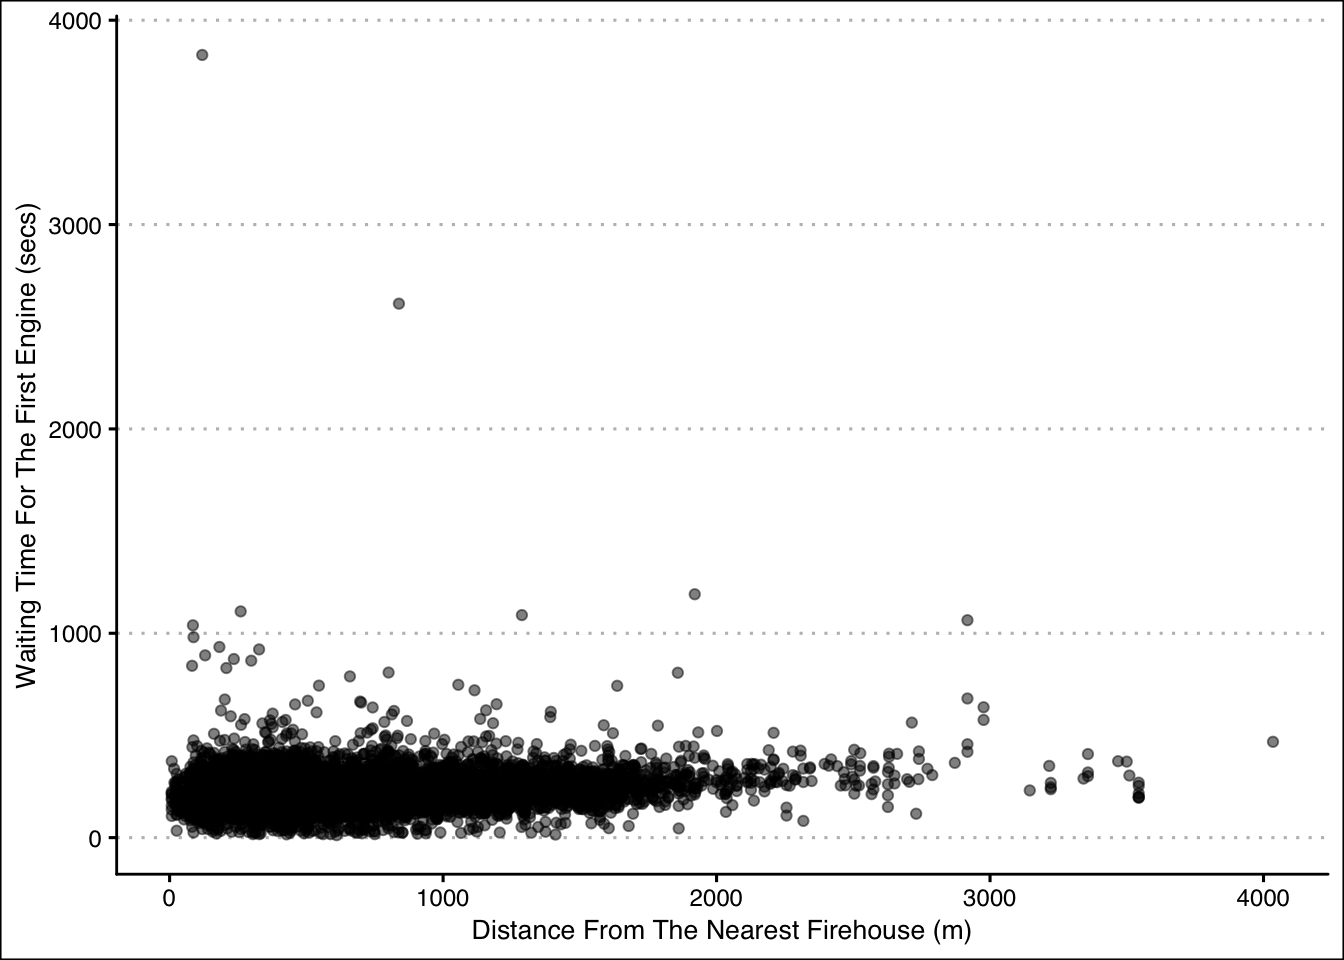 4000
3000
2000
1000
0
Waiting Time For The First Engine (secs)
0 1000 2000 3000 4000
Distance From The Nearest Firehouse (m)